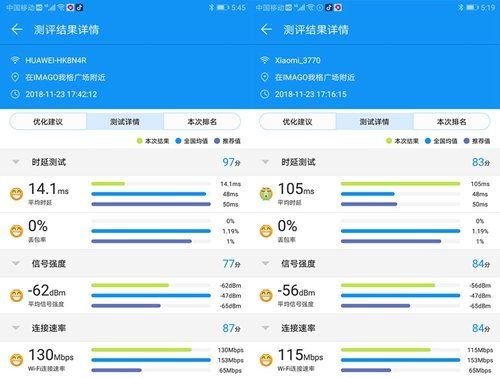 中国移动 5:45
测评结果详情
HUAWEI-HK8N4R
在IMAGO我格广场附近
2018-11-23 17:42:12
优化建议 测试详情 本次排名
本次结果 全国均值 推荐值
时延测试 97分
14.1ms
平均时延
14.1ms
48ms
50ms
0%
丢包率
0%
1.19%
1%
信号强度 77分
-62dBm
平均信号强度
-62dBm
-47dBm
-65dBm
连接速率 87分
130Mbps
Wi-Fi连接速率
130Mbps
153Mbps
65Mbps
中国移动 5:19
测评结果详情
Xiaomi_3770
在IMAGO我格广场附近
2018-11-23 17:16:15
优化建议 测试详情 本次排名
本次结果 全国均值 推荐值
时延测试 83分
105ms
平均时延
105ms
48ms
50ms
0%
丢包率
0%
1.19%
1%
信号强度 84分
-56dBm
平均信号强度
-56dBm
-47dBm
-65dBm
连接速率 84分
115Mbps
Wi-Fi连接速率
115Mbps
153Mbps
65Mbps